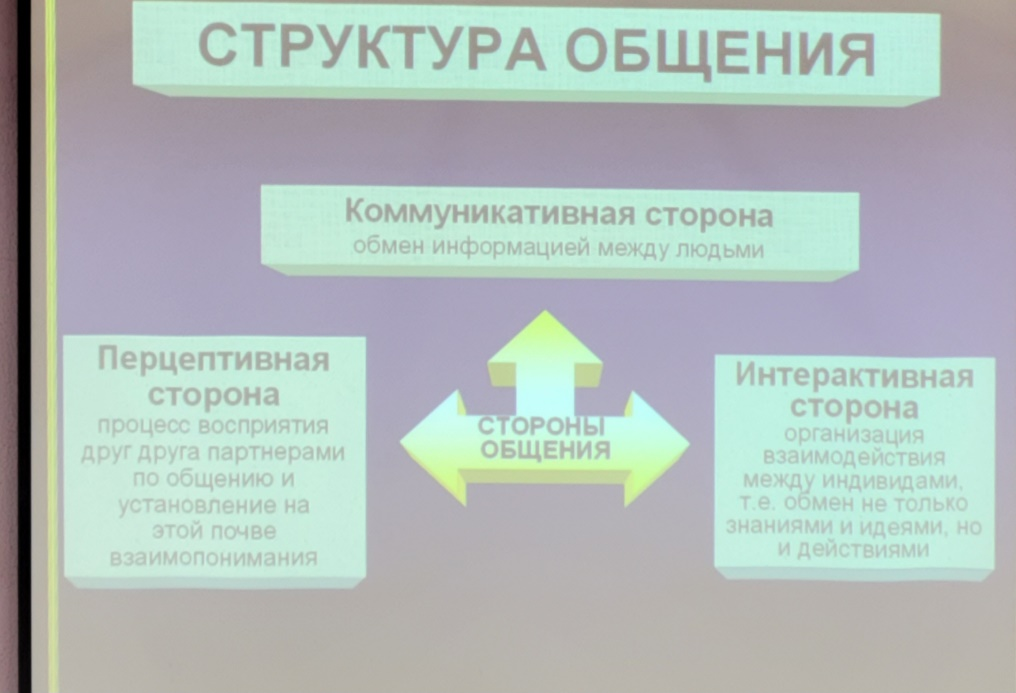 СТРУКТУРА ОБЩЕНИЯ
Коммуникативная сторона
обмен информацией между людьми
Перцептивная
сторона
процесс восприятия
друг друга партнерами
по общению и
установление на
этой почве
взаимопонимания
СТОРОНЫ
ОБЩЕНИЯ
Интерактивная
сторона
организация
взаимодействия
между индивидами,
т.е. обмен не только
знаниями и идеями, но
и действиями